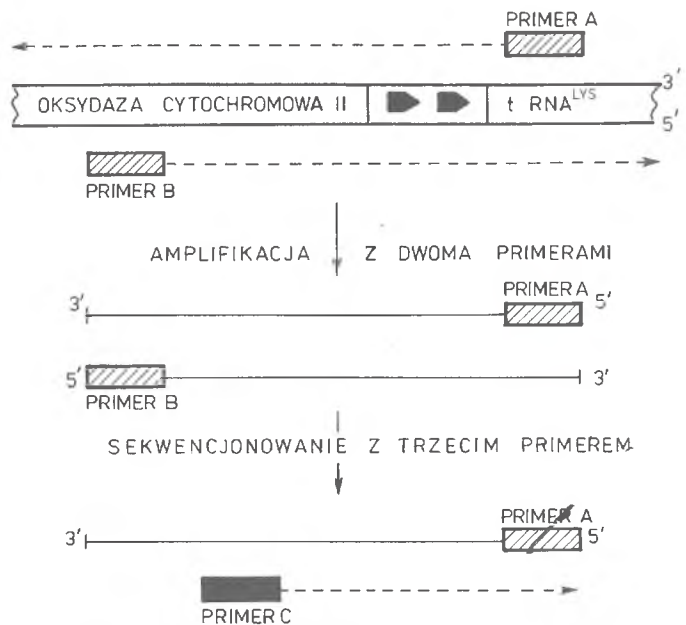 PRIMER A
3'
OKSYDAZA CYTOCHROMOWA II
t RNA^LYS
5'
PRIMER B
AMPLIFIKACJA Z DWOMA PRIMERAMI
PRIMER A
3'
5'
5'
3'
PRIMER B
SEKWENCJONOWANIE Z TRZECIM PRIMEREM
PRIMER A
3'
5'
PRIMER C